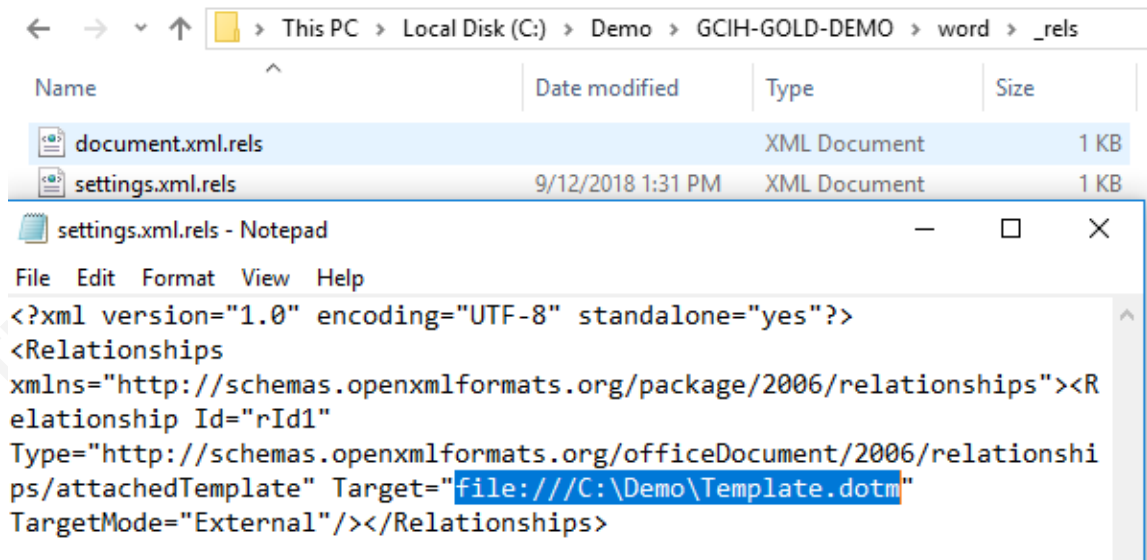 This PC > Local Disk (C:) > Demo > GCIH-GOLD-DEMO > word > _rels
Name Date modified Type Size
document.xml.rels XML Document 1 KB
settings.xml.rels 9/12/2018 1:31 PM XML Document 1 KB
settings.xml.rels - Notepad
File Edit Format View Help
<?xml version="1.0" encoding="UTF-8" standalone="yes"?>
<Relationships
xmlns="http://schemas.openxmlformats.org/package/2006/relationships"><R
elationship Id="rId1"
Type="http://schemas.openxmlformats.org/officeDocument/2006/relationshi
ps/attachedTemplate" Target="file:///C:\Demo\Template.dotm"
TargetMode="External"/></Relationships>